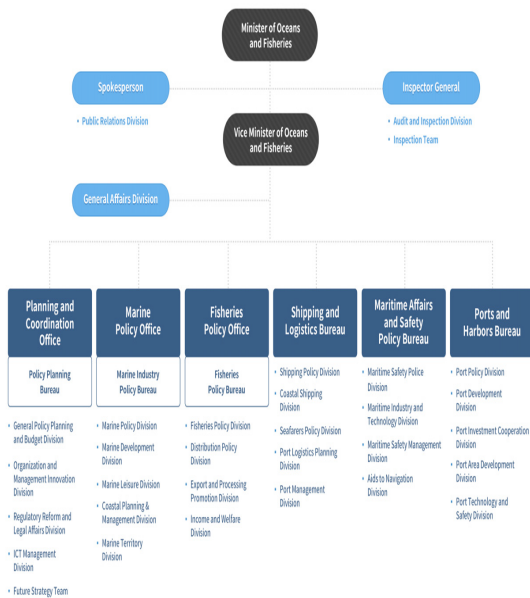 Minister of Oceans
and Fisheries
Spokesperson
• Public Relations Division
Inspector General
• Audit and Inspection Division
• Inspection Team
Vice Minister of Oceans
and Fisheries
General Affairs Division
Planning and
Coordination
Office
Policy Planning
Bureau
• General Policy Planning
and Budget Division
• Organization and
Management Innovation
Division
• Regulatory Reform and
Legal Affairs Division
• ICT Management
Division
• Future Strategy Team
Marine
Policy Office
Marine Industry
Policy Bureau
• Marine Policy Division
• Marine Development
Division
• Marine Leisure Division
• Coastal Planning &
Management Division
• Marine Territory
Division
Fisheries
Policy Office
Fisheries
Policy Bureau
• Fisheries Policy Division
• Distribution Policy
Division
• Export and Processing
Promotion Division
• Income and Welfare
Division
Shipping and
Logistics Bureau
• Shipping Policy Division
• Coastal Shipping
Division
• Seafarers Policy Division
• Port Logistics Planning
Division
• Port Management
Division
Maritime Affairs
and Safety
Policy Bureau
• Maritime Safety Police
Division
• Maritime Industry and
Technology Division
• Maritime Safety Management
Division
• Aids to Navigation
Division
Ports and
Harbors Bureau
• Port Policy Division
• Port Development
Division
• Port Investment Cooperation
Division
• Port Area Development
Division
• Port Technology and
Safety Division